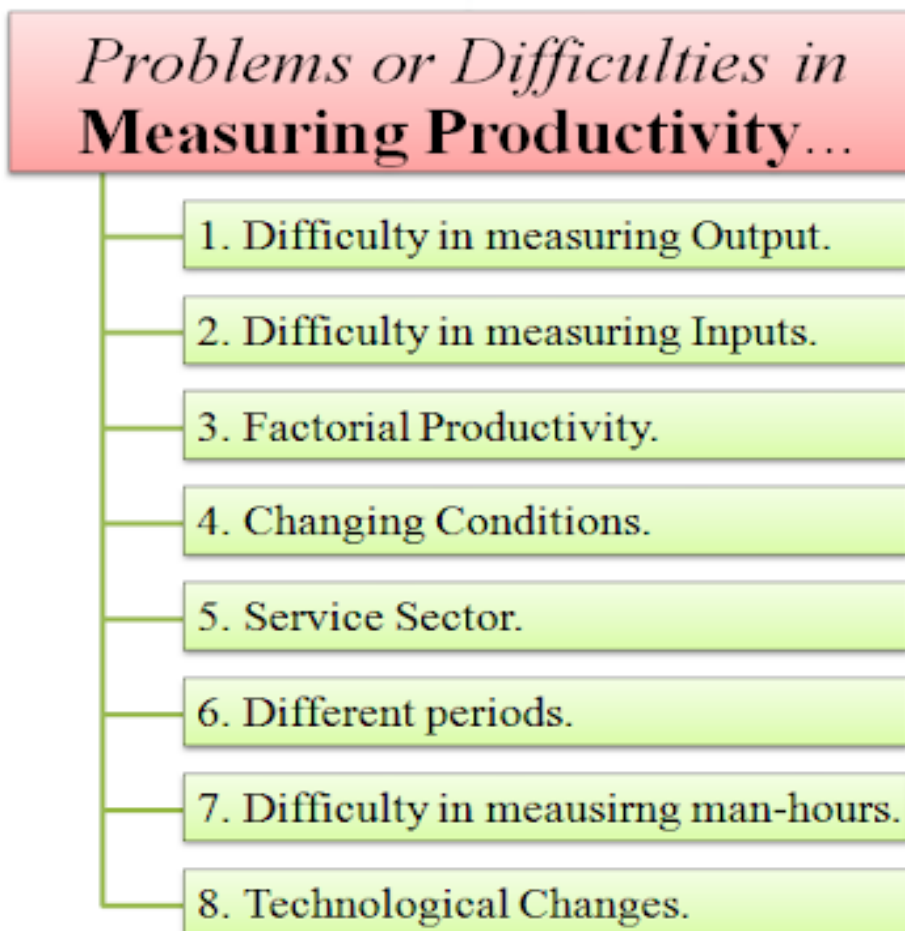 Problems or Difficulties in
Measuring Productivity...
1. Difficulty in measuring Output.
2. Difficulty in measuring Inputs.
3. Factorial Productivity.
4. Changing Conditions.
5. Service Sector.
6. Different periods.
7. Difficulty in meausirng man-hours.
8. Technological Changes.